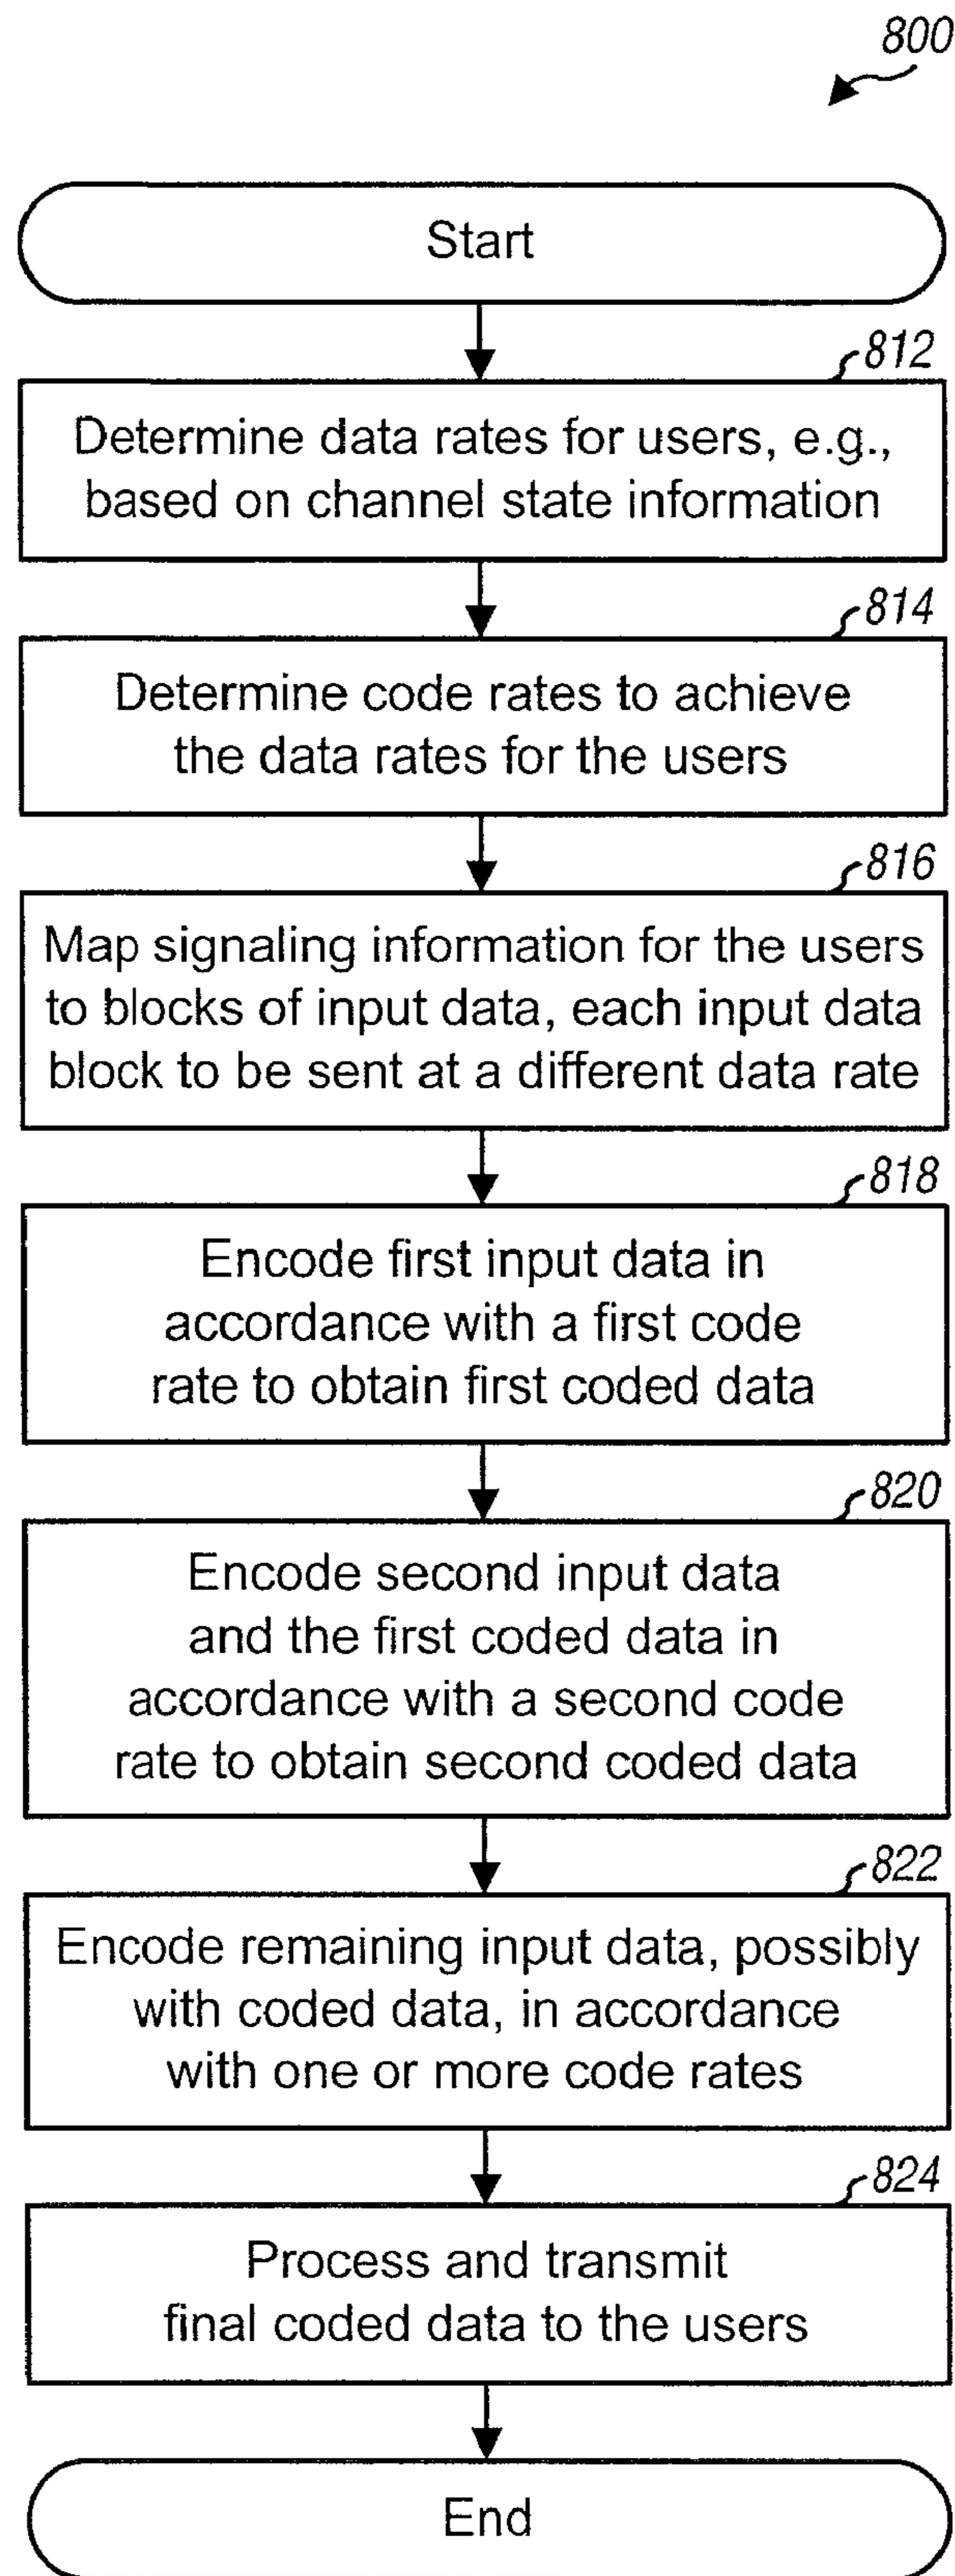 800
Start
812
Determine data rates for users, e.g.,
based on channel state information
814
Determine code rates to achieve
the data rates for the users
816
Map signaling information for the users
to blocks of input data, each input data
block to be sent at a different data rate
818
Encode first input data in
accordance with a first code
rate to obtain first coded data
820
Encode second input data
and the first coded data in
accordance with a second code
rate to obtain second coded data
822
Encode remaining input data, possibly
with coded data, in accordance
with one or more code rates
824
Process and transmit
final coded data to the users
End